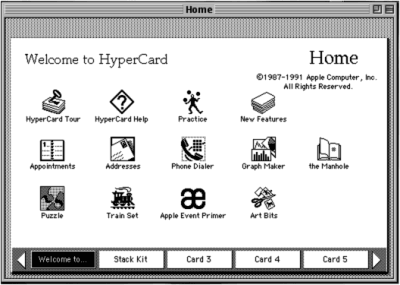 Home
Welcome to HyperCard
Home
©1987-1991 Apple Computer, Inc.
All Rights Reserved.
HyperCard Tour
HyperCard Help
Practice
New Features
Appointments
Addresses
Phone Dialer
Graph Maker
the Manhole
Puzzle
Train Set
Apple Event Primer
Art Bits
Welcome to...
Stack Kit
Card 3
Card 4
Card 5